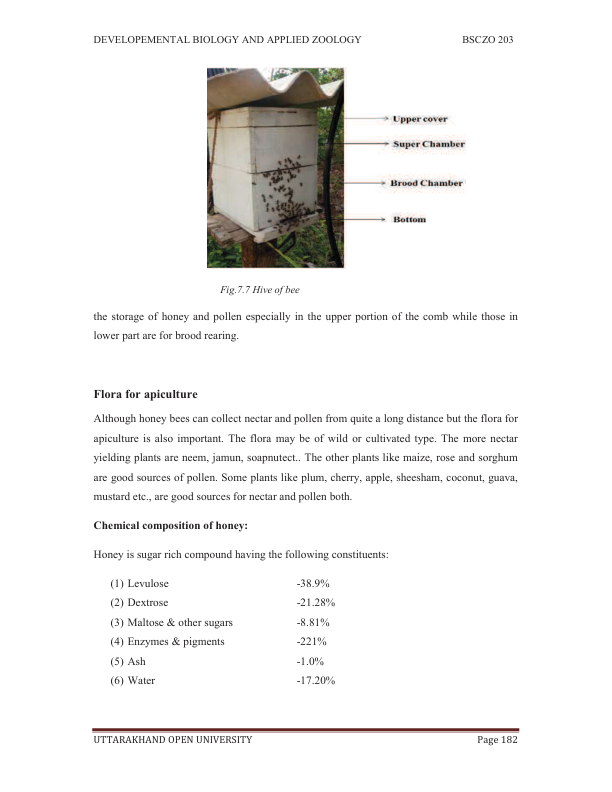 DEVELOPEMENTAL BIOLOGY AND APPLIED ZOOLOGY BSCZO 203
Upper cover
Super Chamber
Brood Chamber
Bottom
Fig.7.7 Hive of bee
the storage of honey and pollen especially in the upper portion of the comb while those in
lower part are for brood rearing.
Flora for apiculture
Although honey bees can collect nectar and pollen from quite a long distance but the flora for
apiculture is also important. The flora may be of wild or cultivated type. The more nectar
yielding plants are neem, jamun, soapnutect.. The other plants like maize, rose and sorghum
are good sources of pollen. Some plants like plum, cherry, apple, sheesham, coconut, guava,
mustard etc., are good sources for nectar and pollen both.
Chemical composition of honey:
Honey is sugar rich compound having the following constituents:
(1) Levulose -38.9%
(2) Dextrose -21.28%
(3) Maltose & other sugars -8.81%
(4) Enzymes & pigments -221%
(5) Ash -1.0%
(6) Water -17.20%
UTTARAKHAND OPEN UNIVERSITY Page 182